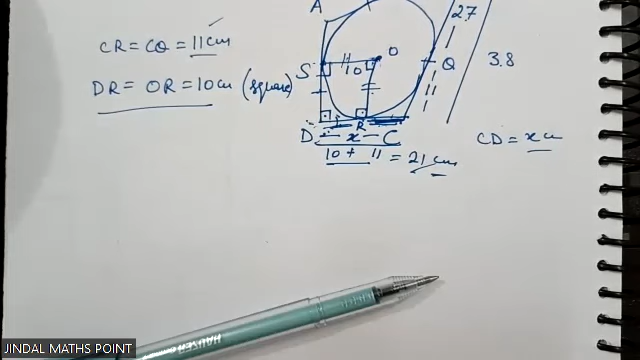 A
27
CR = CQ = 11cm
O
S
10
Q
3.8
DR = OR = 10cm (square)
R
D - x - C
CD = x cm
10 + 11 = 21 cm
11
HAUSER
JINDAL MATHS POINT